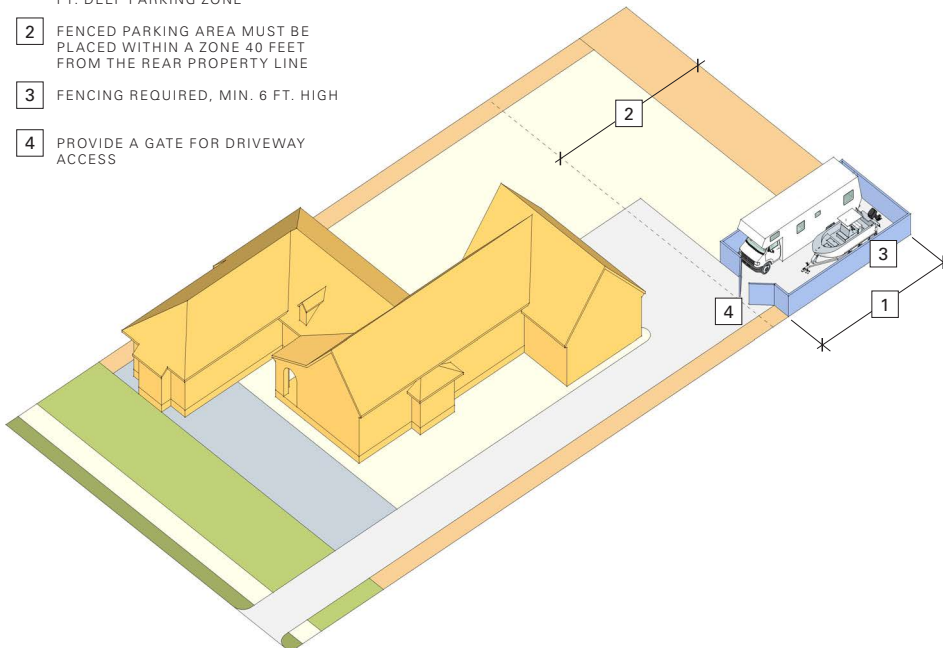 FT. DEEP PARKING ZONE
2 FENCED PARKING AREA MUST BE
PLACED WITHIN A ZONE 40 FEET
FROM THE REAR PROPERTY LINE
3 FENCING REQUIRED, MIN. 6 FT. HIGH
4 PROVIDE A GATE FOR DRIVEWAY
ACCESS
2
3
1
4